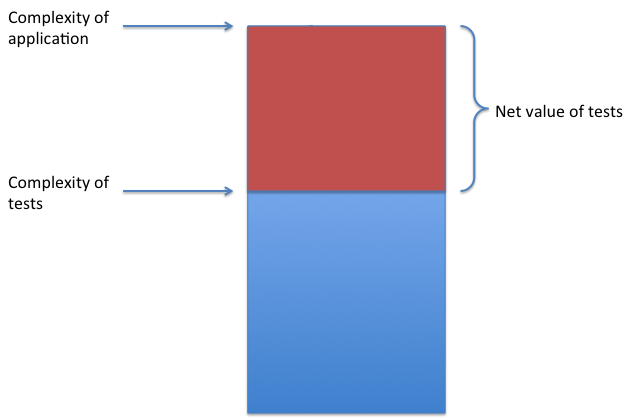 Complexity of
application
Net value of tests
Complexity of
tests